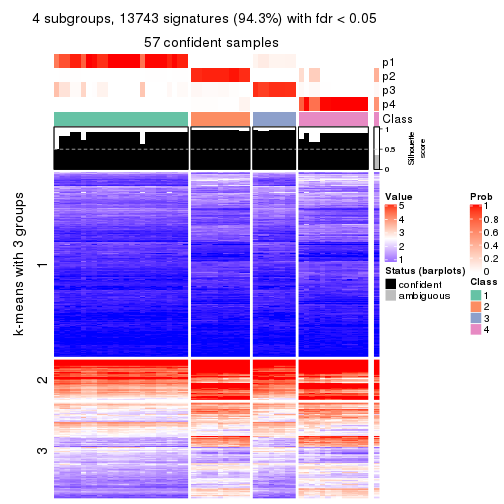 4 subgroups, 13743 signatures (94.3%) with fdr < 0.05
57 confident samples
p1
p2
p3
p4
Class
1
0.5
0
Silhouette
score
k-means with 3 groups
1
2
3
Value
5
4
3
2
1
Status (barplots)
confident
ambiguous
Prob
1
0.8
0.6
0.4
0.2
0
Class
1
2
3
4